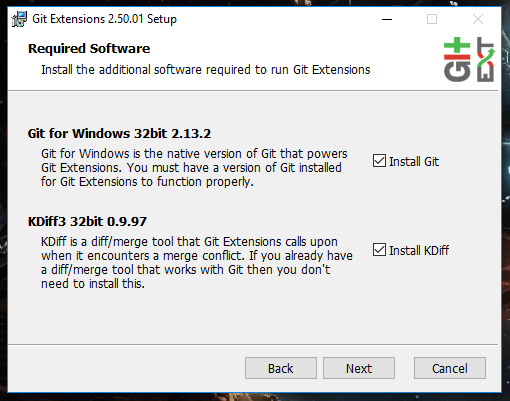 Git Extensions 2.50.01 Setup
Required Software
Install the additional software required to run Git Extensions
Git EXT
Git for Windows 32bit 2.13.2
Git for Windows is the native version of Git that powers
Git Extensions. You must have a version of Git installed
for Git Extensions to function properly.
Install Git
KDiff3 32bit 0.9.97
KDiff is a diff/merge tool that Git Extensions calls upon
when it encounters a merge conflict. If you already have
a diff/merge tool that works with Git then you don't
need to install this.
Install KDiff
Back
Next
Cancel